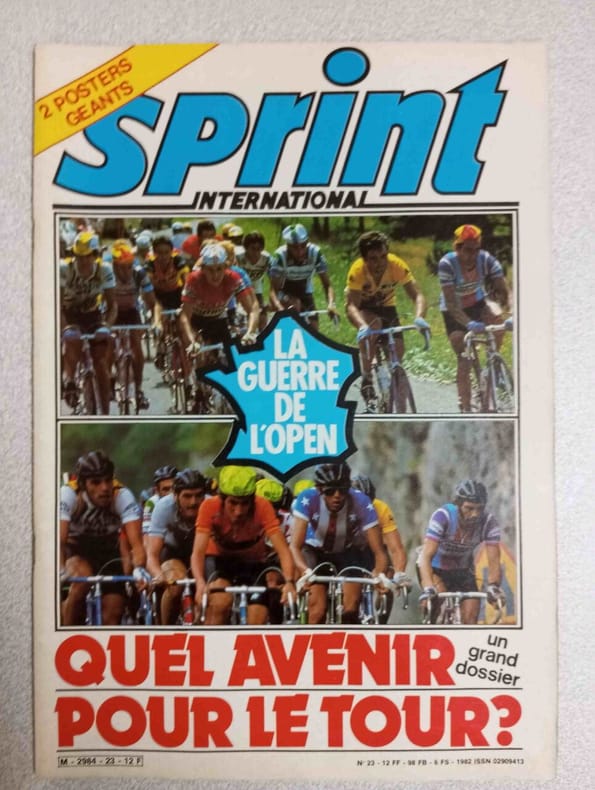 2 POSTERS
GEANTS
sprint
INTERNATIONAL
LA
GUERRE
DE
L'OPEN
QUEL AVENIR
un
grand
dossier
POUR LE TOUR?
M - 2984 - 23 - 12 F
N° 23 - 12 FF - 98 FB - 6 FS - 1982 ISSN 02909413